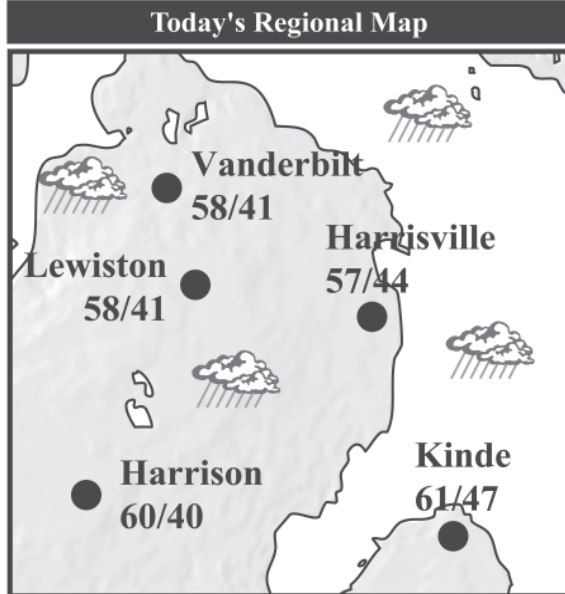 Today's Regional Map
Vanderbilt
58/41
Harrisville
57/44
Lewiston
58/41
Kinde
61/47
Harrison
60/40